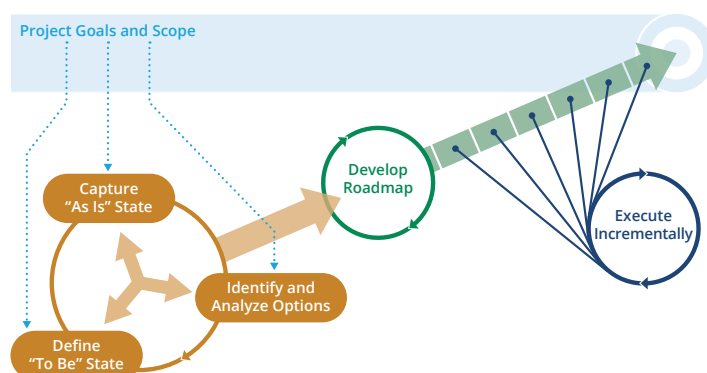 Project Goals and Scope
Develop
Roadmap
Capture
“As Is” State
Execute
Incrementally
Identify and
Analyze Options
Define
“To Be” State